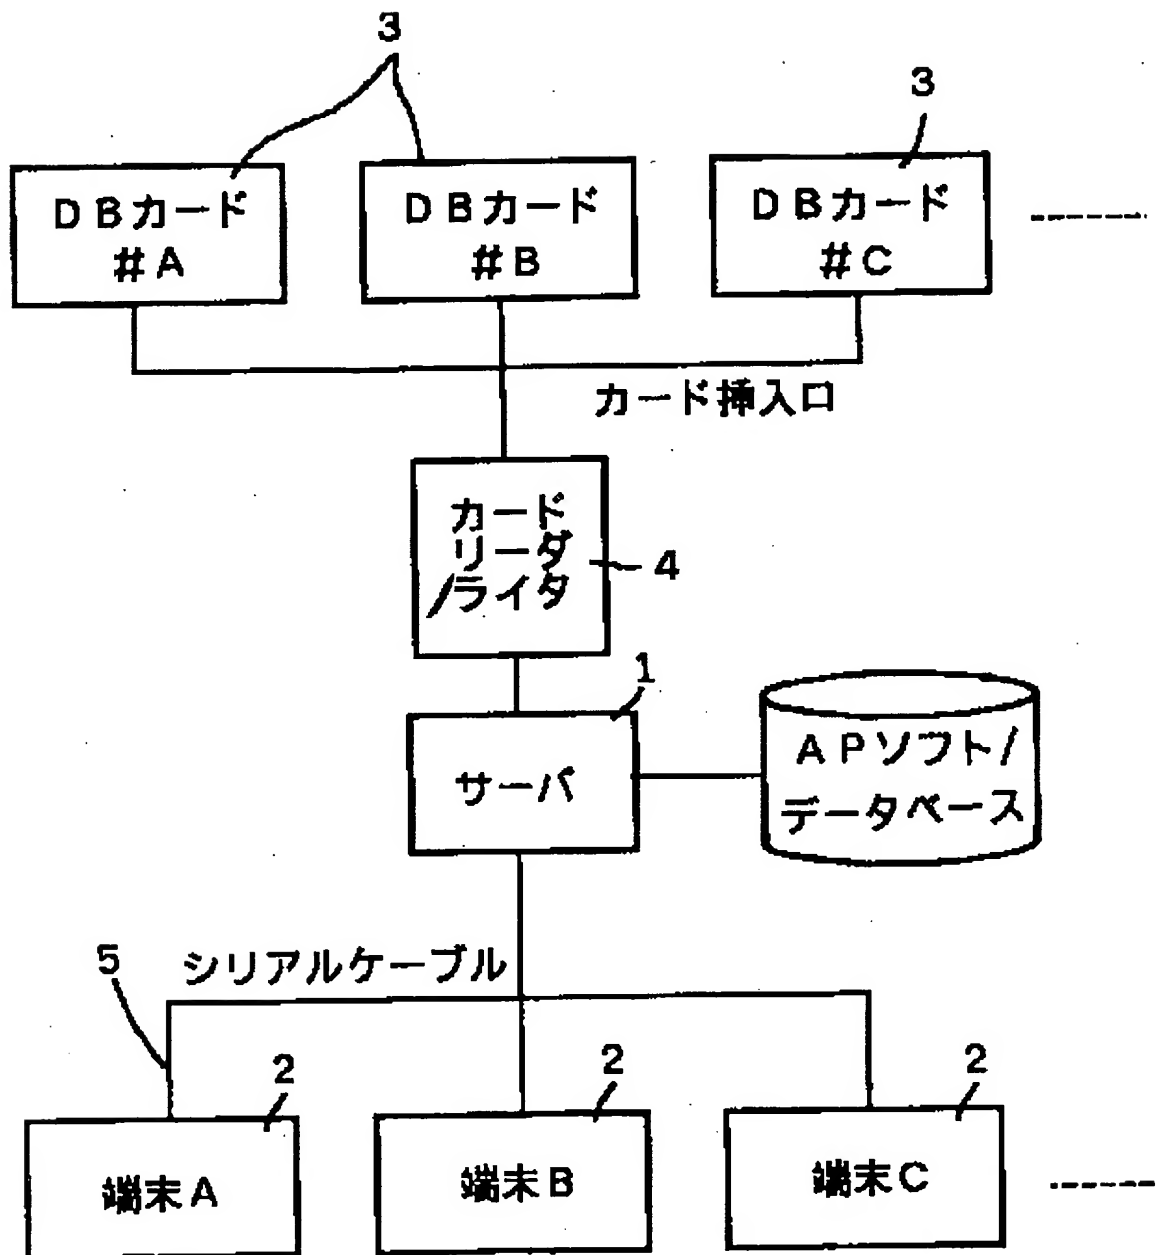 3
3
DBカード
#A
DBカード
#B
DBカード
#C
カード挿入口
カード
リーダ
/ライタ
4
1
サーバ
APソフト/
データベース
5
シリアルケーブル
2
2
2
端末A
端末B
端末C